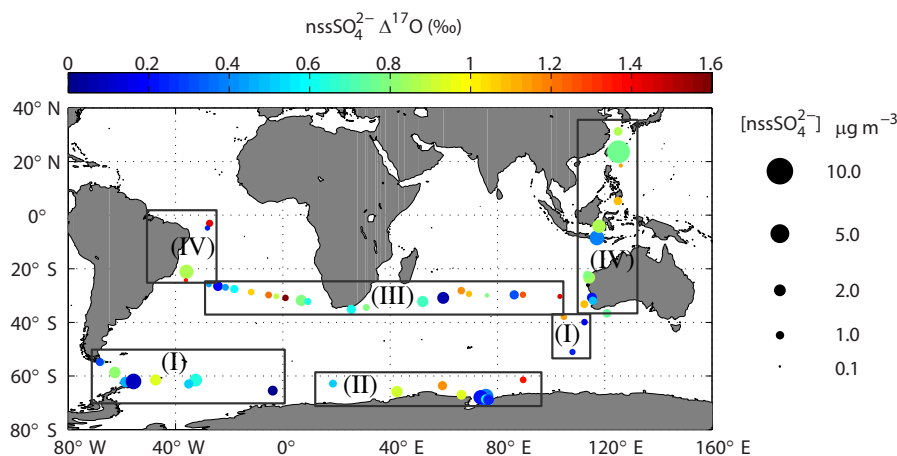 nssSO₄²⁻ Δ¹⁷O (‰)
0 0.2 0.4 0.6 0.8 1 1.2 1.4 1.6
40° N
20° N
0°
20° S
40° S
60° S
80° S
(IV)
(IV)
(III)
(I)
(I)
(II)
80° W 40° W 0° 40° E 80° E 120° E 160° E
[nssSO₄²⁻] μg m⁻³
10.0
5.0
2.0
1.0
0.1